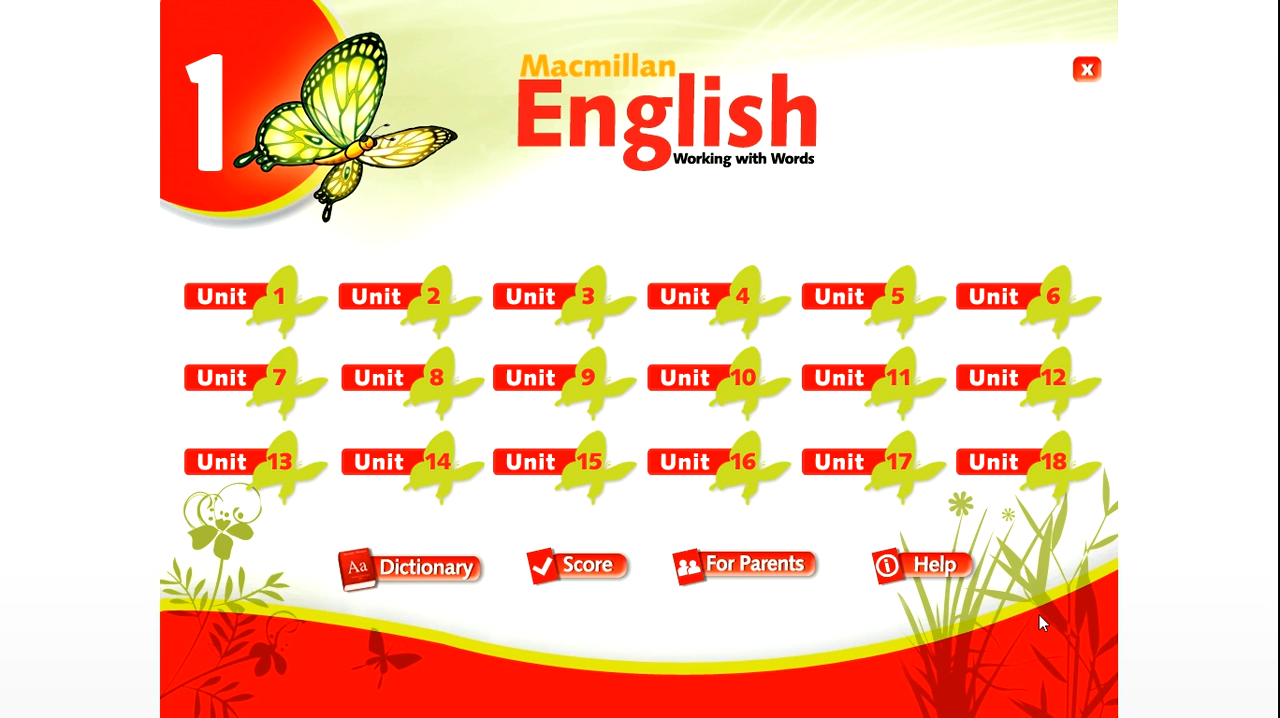 1
Macmillan
English
Working with Words
x
Unit 1 Unit 2 Unit 3 Unit 4 Unit 5 Unit 6
Unit 7 Unit 8 Unit 9 Unit 10 Unit 11 Unit 12
Unit 13 Unit 14 Unit 15 Unit 16 Unit 17 Unit 18
Aa Dictionary Score For Parents i Help